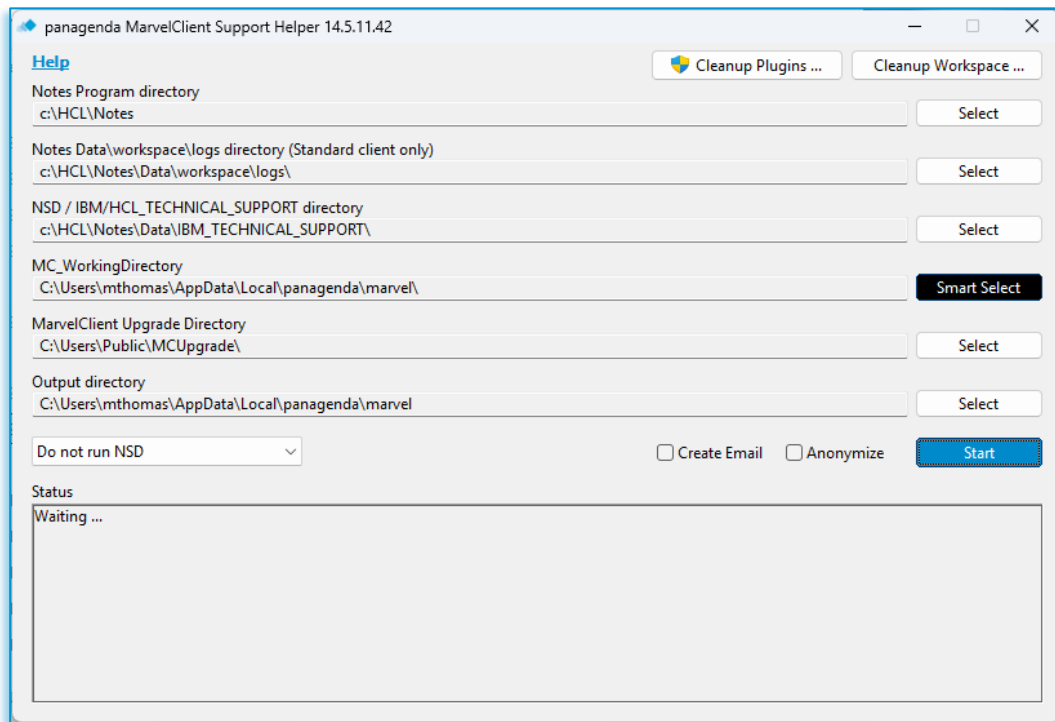 panagenda MarvelClient Support Helper 14.5.11.42
Help
Cleanup Plugins ...
Cleanup Workspace ...
Notes Program directory
c:\HCL\Notes
Select
Notes Data\workspace\logs directory (Standard client only)
c:\HCL\Notes\Data\workspace\logs\
Select
NSD / IBM/HCL_TECHNICAL_SUPPORT directory
c:\HCL\Notes\Data\IBM_TECHNICAL_SUPPORT\
Select
MC_WorkingDirectory
C:\Users\mthomas\AppData\Local\panagenda\marvel\
Smart Select
MarvelClient Upgrade Directory
C:\Users\Public\MCUpgrade\
Select
Output directory
C:\Users\mthomas\AppData\Local\panagenda\marvel
Select
Do not run NSD
Create Email
Anonymize
Start
Status
Waiting ...